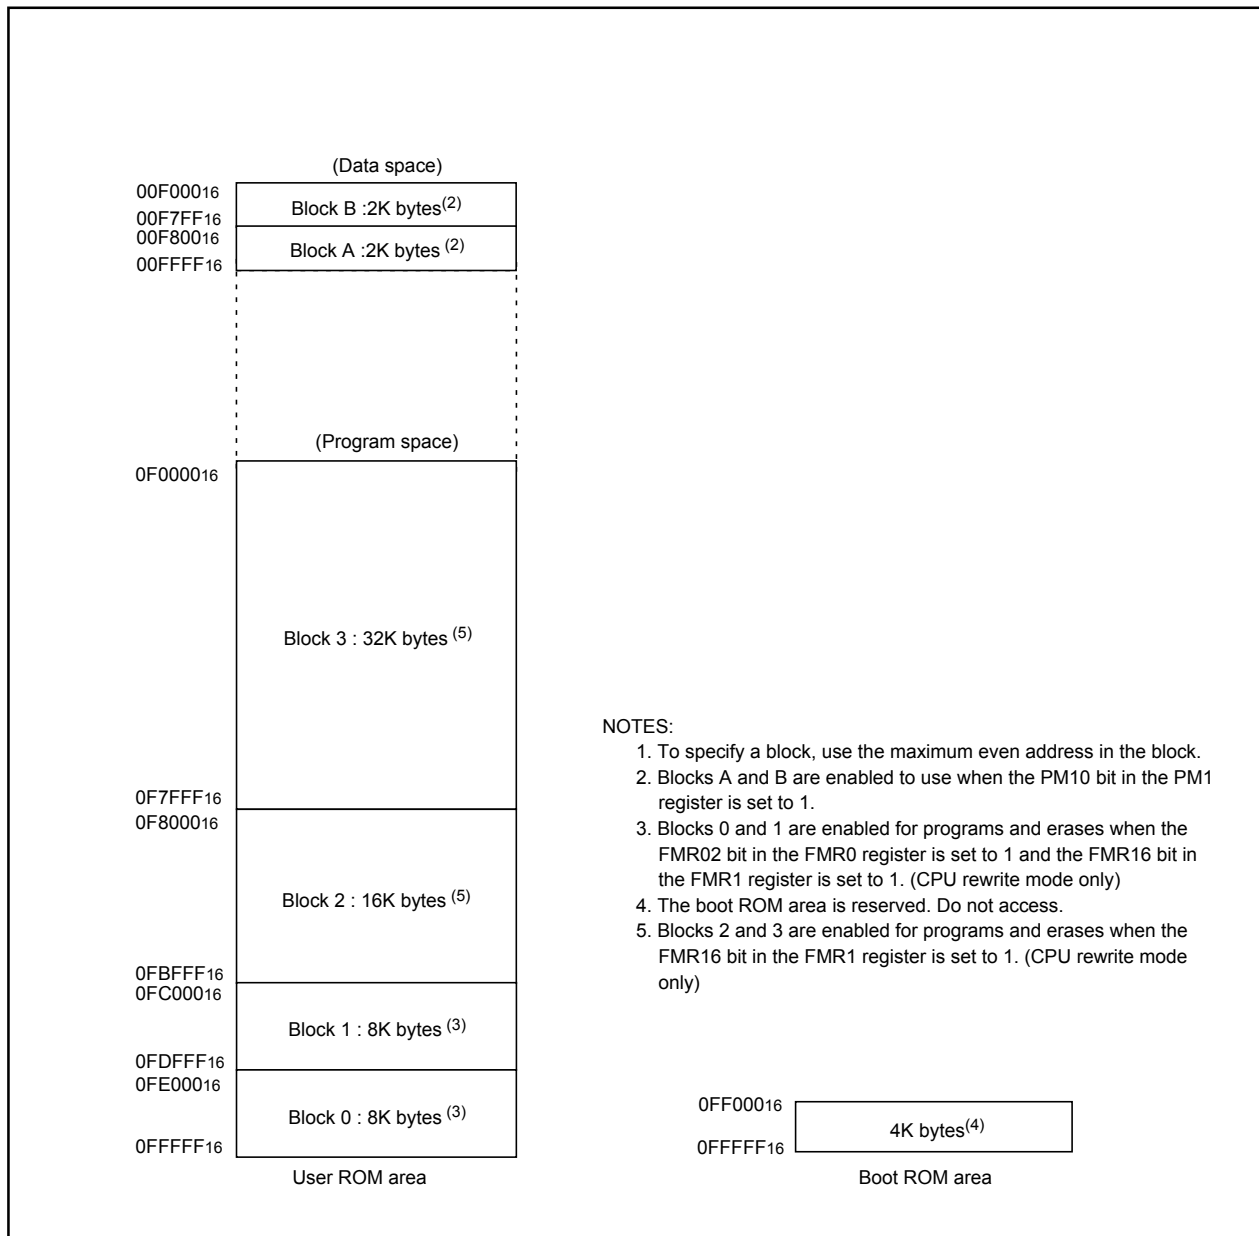 (Data space)
00F00016
Block B :2K bytes(2)
00F7FF16
00F80016
Block A :2K bytes (2)
00FFFF16
(Program space)
0F000016
Block 3 : 32K bytes (5)
0F7FFF16
0F800016
Block 2 : 16K bytes (5)
0FBFFF16
0FC00016
Block 1 : 8K bytes (3)
0FDFFF16
0FE00016
Block 0 : 8K bytes (3)
0FFFFF16
User ROM area
NOTES:
1. To specify a block, use the maximum even address in the block.
2. Blocks A and B are enabled to use when the PM10 bit in the PM1
register is set to 1.
3. Blocks 0 and 1 are enabled for programs and erases when the
FMR02 bit in the FMR0 register is set to 1 and the FMR16 bit in
the FMR1 register is set to 1. (CPU rewrite mode only)
4. The boot ROM area is reserved. Do not access.
5. Blocks 2 and 3 are enabled for programs and erases when the
FMR16 bit in the FMR1 register is set to 1. (CPU rewrite mode
only)
0FF00016
4K bytes(4)
0FFFFF16
Boot ROM area